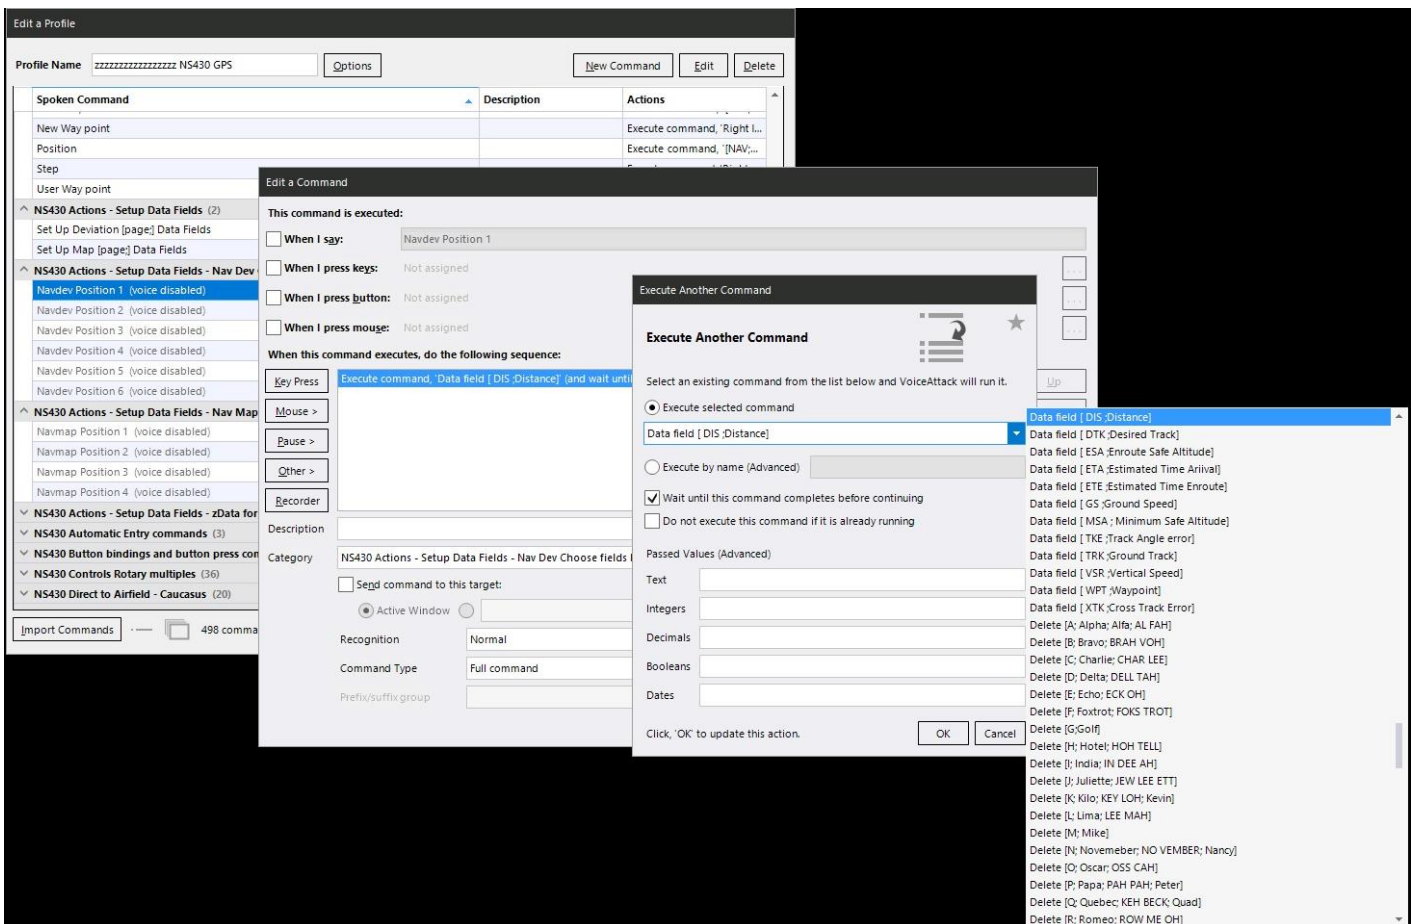 Edit a Profile
Profile Name zzzzzzzzzzzzzzzzz NS430 GPS Options New Command Edit Delete
Spoken Command Description Actions
New Way point Execute command, 'Right l...
Position Execute command, '[NAV;...
Step
User Way point
NS430 Actions - Setup Data Fields (2)
Set Up Deviation [page;] Data Fields
Set Up Map [page;] Data Fields
NS430 Actions - Setup Data Fields - Nav Dev
Navdev Position 1 (voice disabled)
Navdev Position 2 (voice disabled)
Navdev Position 3 (voice disabled)
Navdev Position 4 (voice disabled)
Navdev Position 5 (voice disabled)
Navdev Position 6 (voice disabled)
NS430 Actions - Setup Data Fields - Nav Map
Navmap Position 1 (voice disabled)
Navmap Position 2 (voice disabled)
Navmap Position 3 (voice disabled)
Navmap Position 4 (voice disabled)
NS430 Actions - Setup Data Fields - zData for
NS430 Automatic Entry commands (3)
NS430 Button bindings and button press con
NS430 Controls Rotary multiples (36)
NS430 Direct to Airfield - Caucasus (20)
Import Commands 498 comma
Edit a Command
This command is executed:
When I say: Navdev Position 1
When I press keys: Not assigned ...
When I press button: Not assigned ...
When I press mouse: Not assigned ...
When this command executes, do the following sequence:
Key Press Execute command, 'Data field [ DIS ;Distance]' (and wait until Up
Mouse >
Pause >
Other >
Recorder
Description
Category NS430 Actions - Setup Data Fields - Nav Dev Choose fields
Send command to this target:
Active Window
Recognition Normal
Command Type Full command
Prefix/suffix group
Execute Another Command
Execute Another Command
Select an existing command from the list below and VoiceAttack will run it.
Execute selected command
Data field [ DIS ;Distance]
Execute by name (Advanced)
Wait until this command completes before continuing
Do not execute this command if it is already running
Passed Values (Advanced)
Text
Integers
Decimals
Booleans
Dates
Click, 'OK' to update this action. OK Cancel
Data field [ DIS ;Distance]
Data field [ DTK ;Desired Track]
Data field [ ESA ;Enroute Safe Altitude]
Data field [ ETA ;Estimated Time Ariival]
Data field [ ETE ;Estimated Time Enroute]
Data field [ GS ;Ground Speed]
Data field [ MSA ; Minimum Safe Altitude]
Data field [ TKE ;Track Angle error]
Data field [ TRK ;Ground Track]
Data field [ VSR ;Vertical Speed]
Data field [ WPT ;Waypoint]
Data field [ XTK ;Cross Track Error]
Delete [A; Alpha; Alfa; AL FAH]
Delete [B; Bravo; BRAH VOH]
Delete [C; Charlie; CHAR LEE]
Delete [D; Delta; DELL TAH]
Delete [E; Echo; ECK OH]
Delete [F; Foxtrot; FOKS TROT]
Delete [G;Golf]
Delete [H; Hotel; HOH TELL]
Delete [I; India; IN DEE AH]
Delete [J; Juliette; JEW LEE ETT]
Delete [K; Kilo; KEY LOH; Kevin]
Delete [L; Lima; LEE MAH]
Delete [M; Mike]
Delete [N; Novemeber; NO VEMBER; Nancy]
Delete [O; Oscar; OSS CAH]
Delete [P; Papa; PAH PAH; Peter]
Delete [Q; Quebec; KEH BECK; Quad]
Delete [R; Romeo; ROW ME OH]